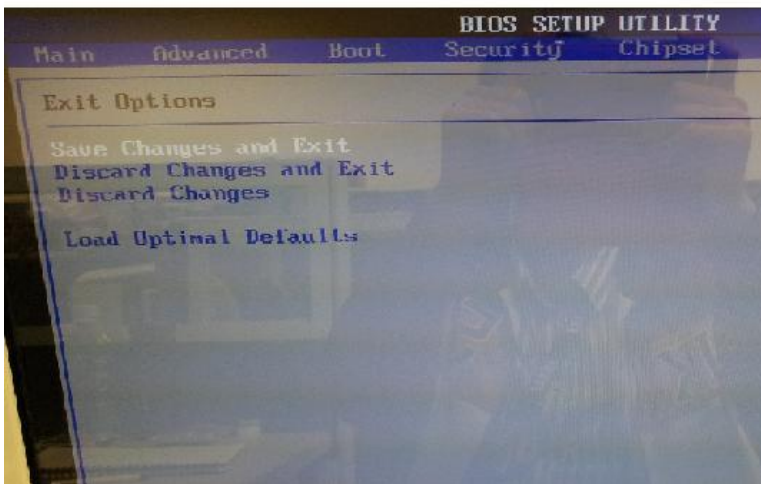 BIOS SETUP UTILITY
Main Advanced Boot Security Chipset
Exit Options
Save Changes and Exit
Discard Changes and Exit
Discard Changes
Load Optimal Defaults